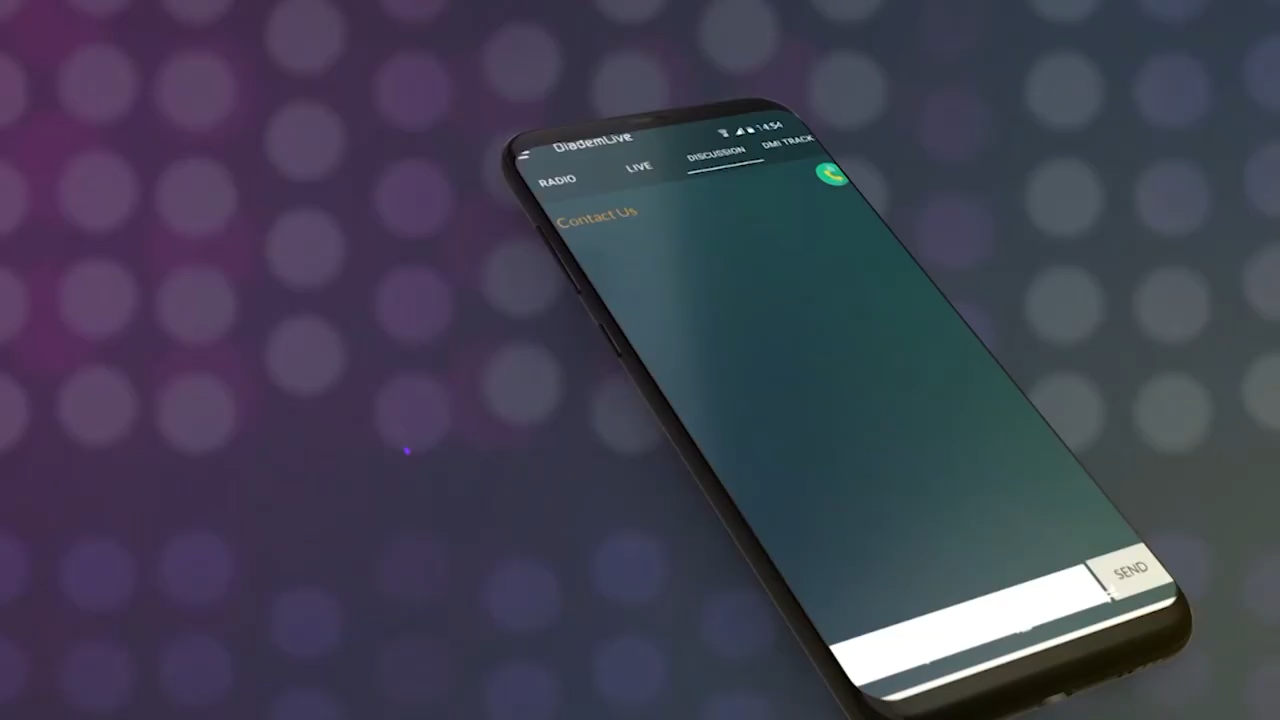 DiademLive
14:54
RADIO
LIVE
DISCUSSION
DMI TRACK
Contact Us
SEND